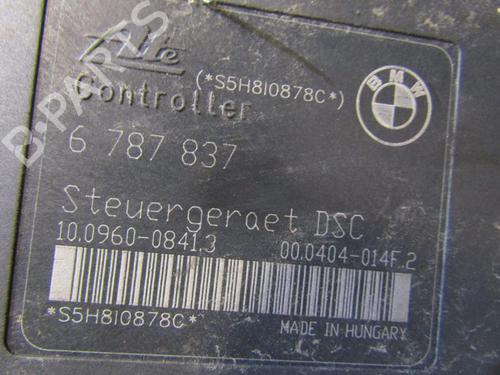 Ate
(*S5H8I0878C*)
BMW
Controller
6 787 837
Steuergeraet DSC
10.0960-0841.3
00.0404-014F.2
*S5H8I0878C*
MADE IN HUNGARY
B-PARTS